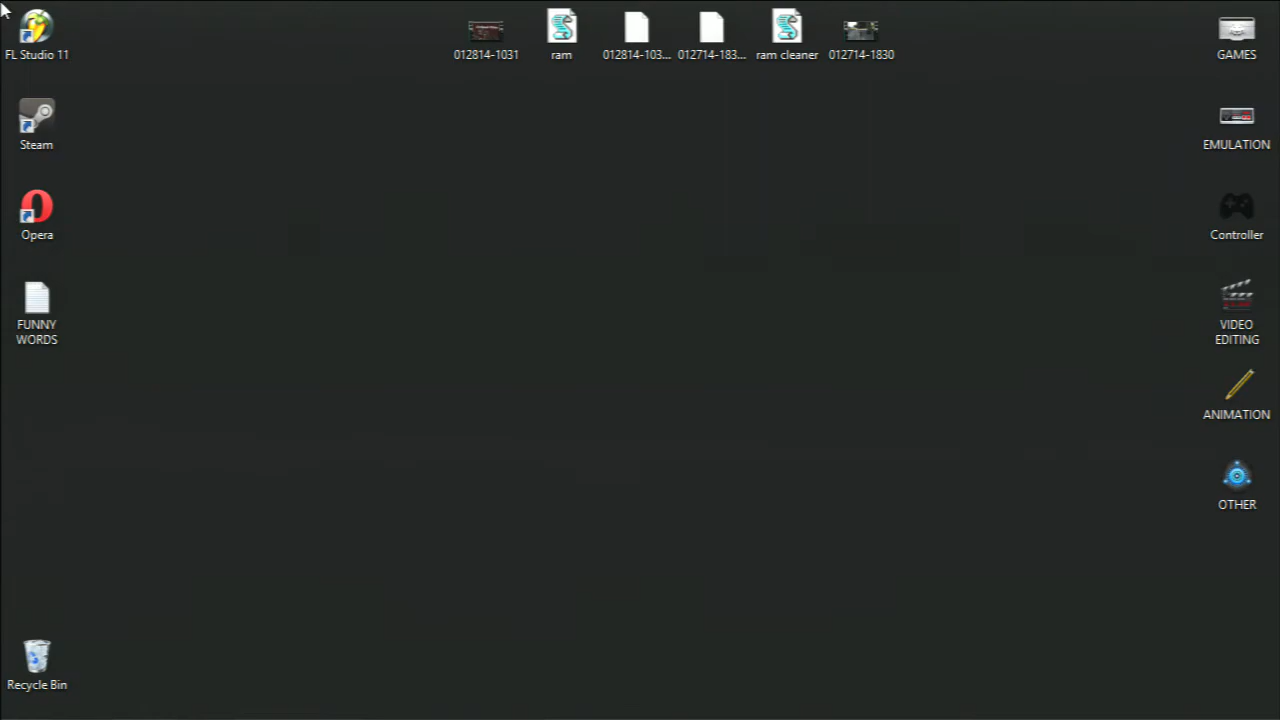 FL Studio 11
012814-1031
ram
012814-103...
012714-183...
ram cleaner
012714-1830
GAMES
Steam
EMULATION
Opera
Controller
FUNNY
WORDS
VIDEO
EDITING
ANIMATION
OTHER
Recycle Bin